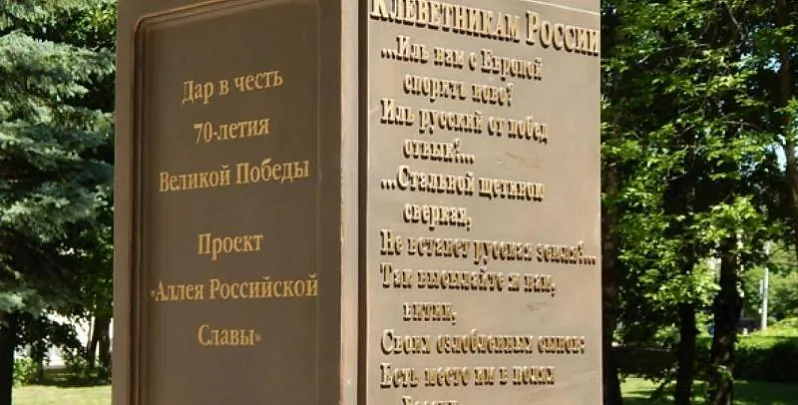 Дар в честь
70-летия
Великой Победы
Проект
«Аллея Российской
Славы»
Клеветникам России
...Иль нам с Европой
спорить ново?
Иль русский от побед
отвык?...
...Стальной щетиною
сверкая,
Не встанет русская земля?...
Так высылайте ж нам,
витии,
Своих озлобленных сынов:
Есть место им в полях
России